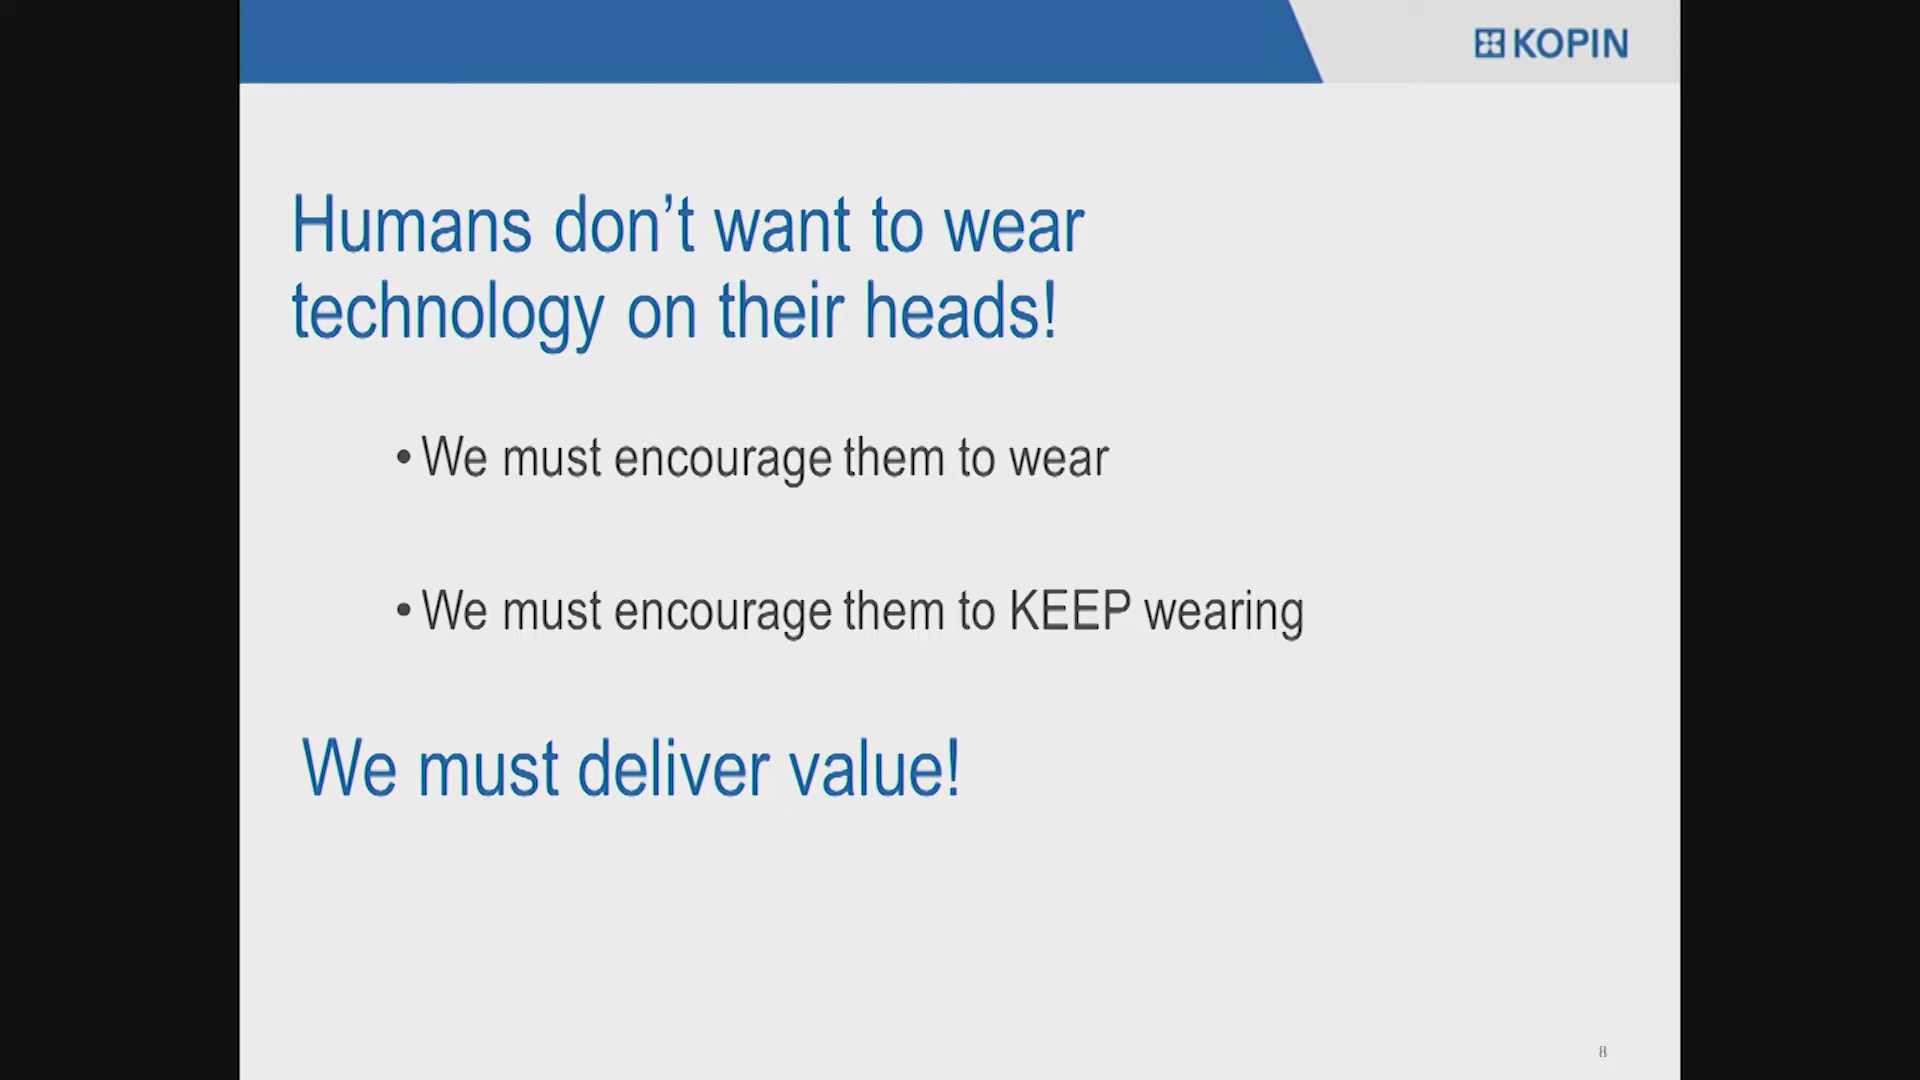 KOPIN
Humans don’t want to wear
technology on their heads!
• We must encourage them to wear
• We must encourage them to KEEP wearing
We must deliver value!
8